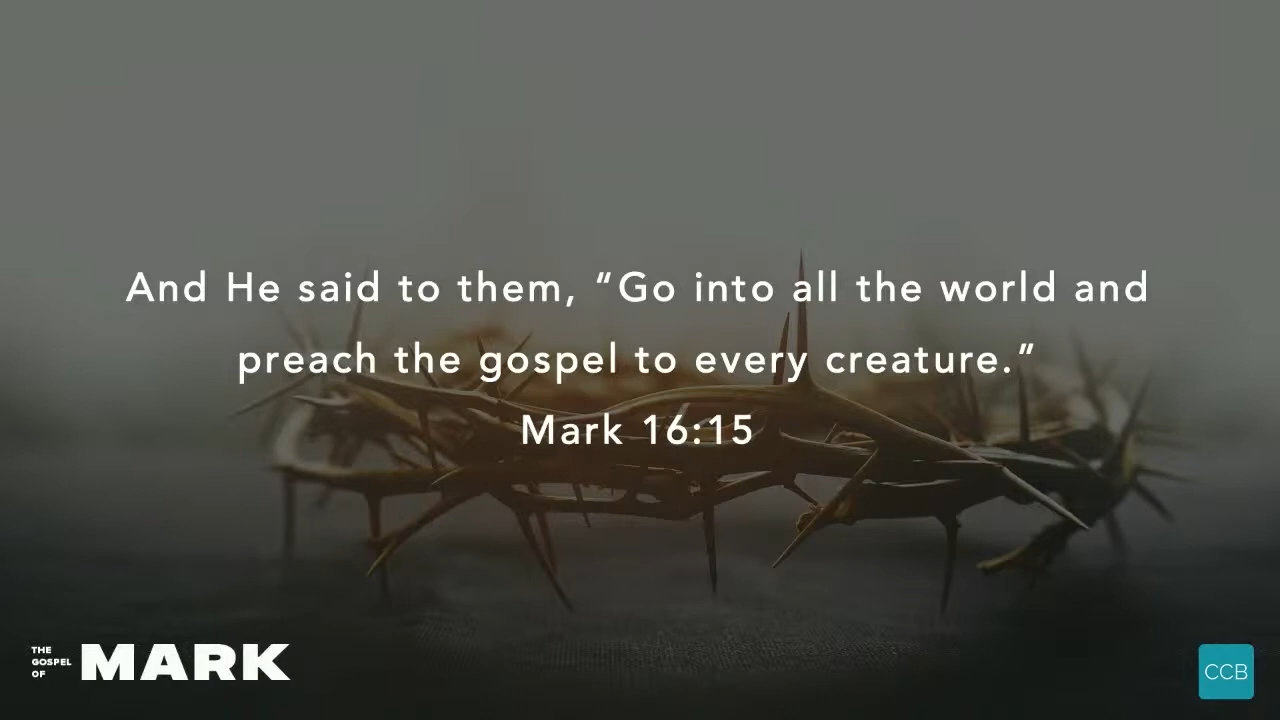 And He said to them, “Go into all the world and
preach the gospel to every creature.”
Mark 16:15
THE
GOSPEL
OF
MARK
CCB